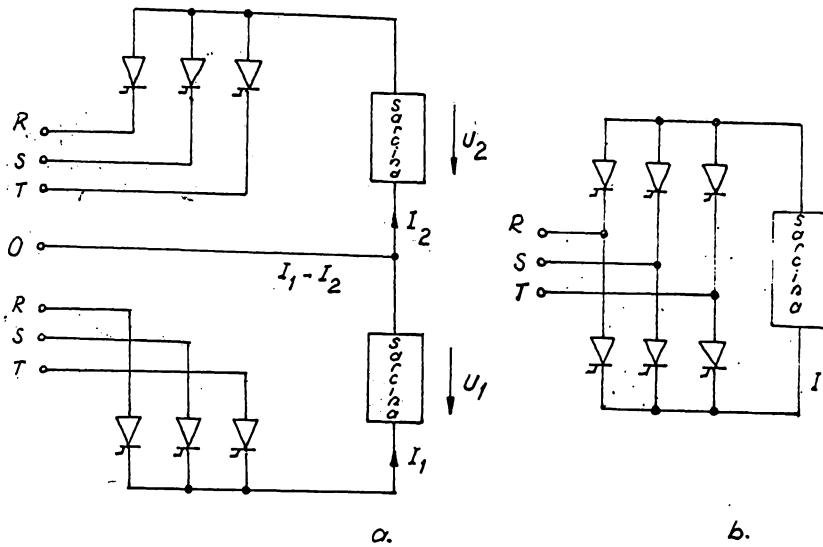 R
S
T
O
sarcina
U₂
I₂
I₁ - I₂
R
S
T
sarcina
U₁
I₁
a.
R
S
T
sarcina
I
b.